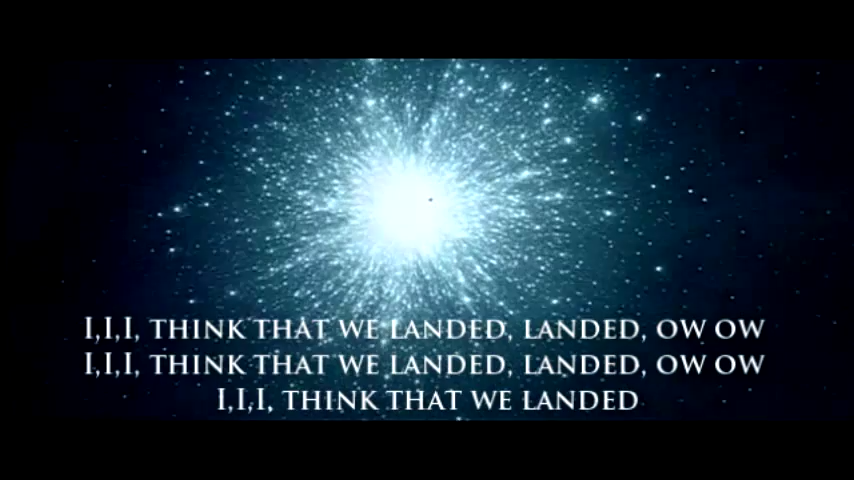 I,I,I, THINK THAT WE LANDED, LANDED, OW OW
I,I,I, THINK THAT WE LANDED, LANDED, OW OW
I,I,I, THINK THAT WE LANDED